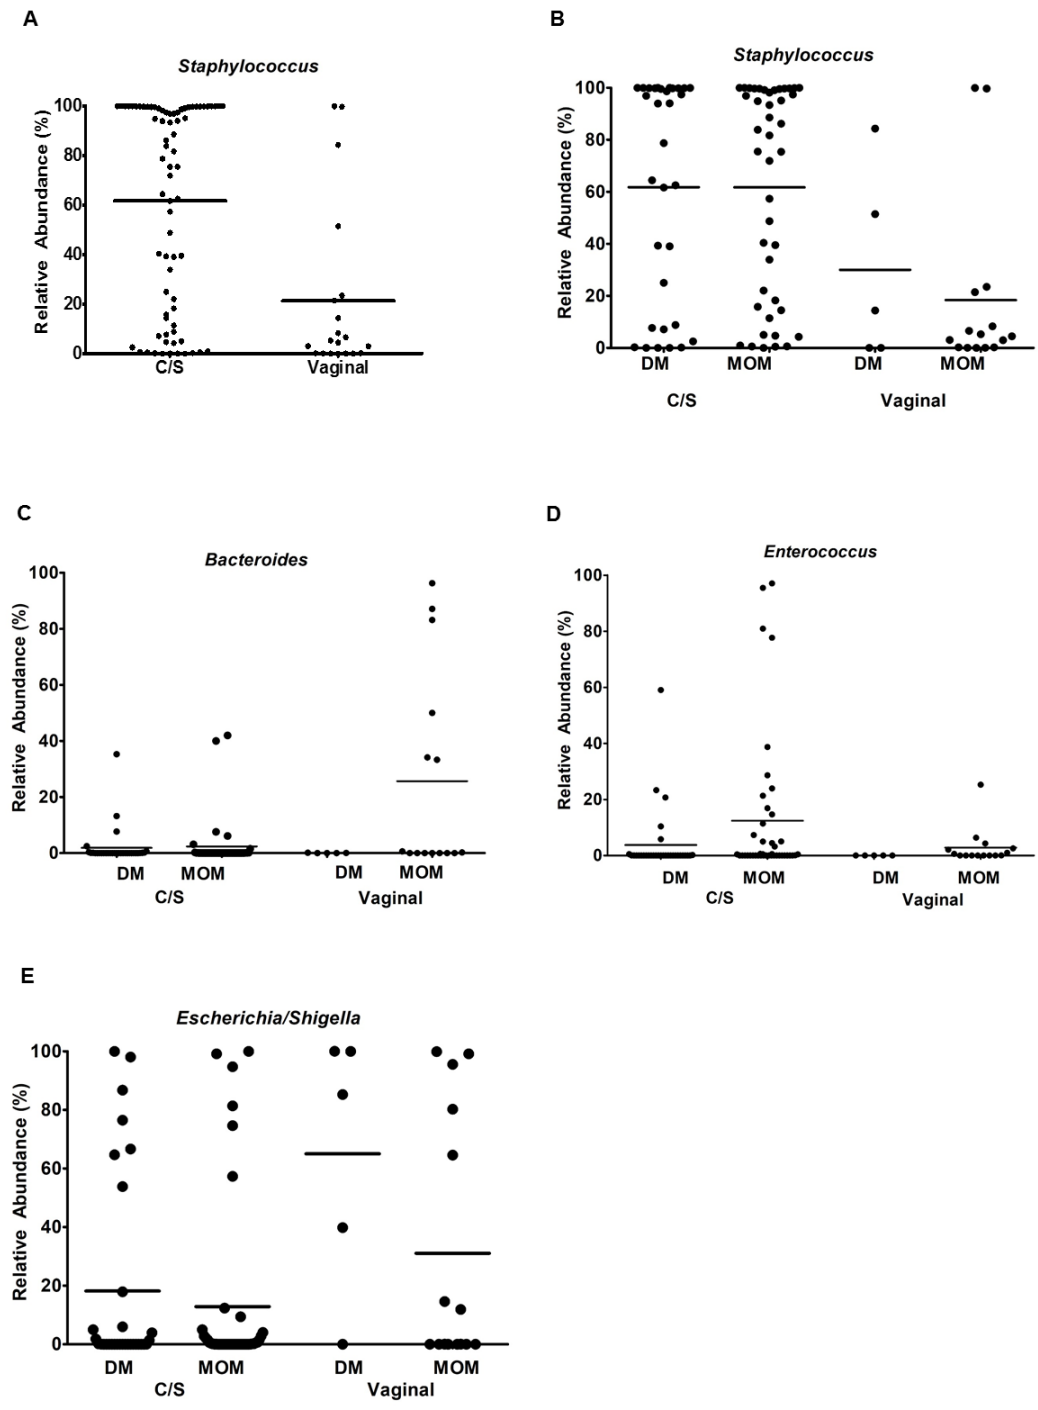 A
Staphylococcus
Relative Abundance (%)
100
80
60
40
20
0
C/S Vaginal
B
Staphylococcus
Relative Abundance (%)
100
80
60
40
20
0
DM MOM DM MOM
C/S Vaginal
C
Bacteroides
Relative Abundance (%)
100
80
60
40
20
0
DM MOM DM MOM
C/S Vaginal
D
Enterococcus
Relative Abundance (%)
100
80
60
40
20
0
DM MOM DM MOM
C/S Vaginal
E
Escherichia/Shigella
Relative Abundance (%)
100
80
60
40
20
0
DM MOM DM MOM
C/S Vaginal